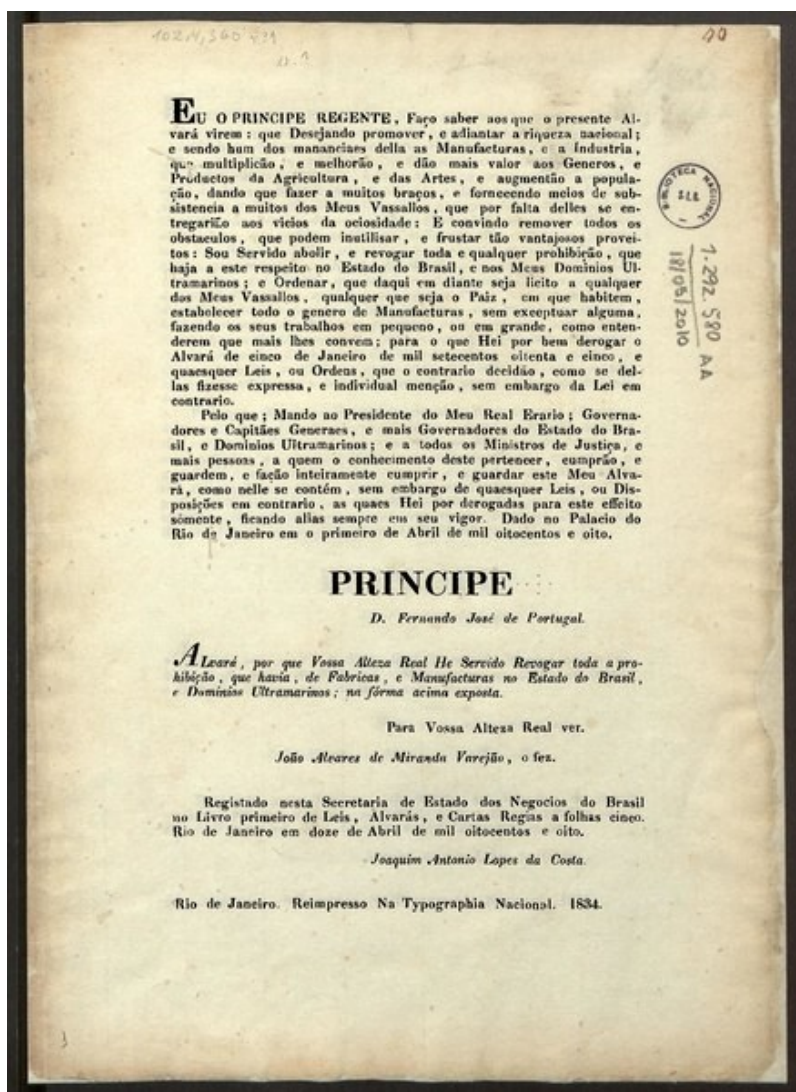 10
EU O PRINCIPE REGENTE, Faço saber aos que o presente Al-
vará virem: que Desejando promover, e adiantar a riqueza nacional;
e sendo hum dos mananciaes della as Manufacturas, e a Industria,
que multiplicão, e melhorão, e dão mais valor aos Generos, e
Productos da Agricultura, e das Artes, e augmentão a popula-
ção, dando que fazer a muitos braços, e fornecendo meios de sub-
sistencia a muitos dos Meus Vassallos, que por falta delles se en-
tregarião aos vicios da ociosidade: E convindo remover todos os
obstaculos, que podem inutilisar, e frustar tão vantajosos provei-
tos: Sou Servido abolir, e revogar toda e qualquer prohibição, que
haja a este respeito no Estado do Brasil, e nos Meus Dominios Ul-
tramarinos; e Ordenar, que daqui em diante seja licito a qualquer
dos Meus Vassallos, qualquer que seja o Paiz, em que habitem,
estabelecer todo o genero de Manufacturas, sem exceptuar alguma,
fazendo os seus trabalhos em pequeno, ou em grande, como enten-
derem que mais lhes convem; para o que Hei por bem derogar o
Alvará de cinco de Janeiro de mil setecentos oitenta e cinco, e
quaesquer Leis, ou Ordens, que o contrario decidão, como se del-
las fizesse expressa, e individual menção, sem embargo da Lei em
contrario.
Pelo que; Mando ao Presidente do Meu Real Erario; Governa-
dores e Capitães Generaes, e mais Governadores do Estado do Bra-
sil, e Dominios Ultramarinos; e a todos os Ministros de Justiça, e
mais pessoas, a quem o conhecimento deste pertencer, cumprão, e
guardem, e fação inteiramente cumprir, e guardar este Meu Alva-
rá, como nelle se contém, sem embargo de quaesquer Leis, ou Dis-
posições em contrario, as quaes Hei por derogadas para este effeito
sómente, ficando alias sempre em seu vigor. Dado no Palacio do
Rio de Janeiro em o primeiro de Abril de mil oitocentos e oito.
PRINCIPE
D. Fernando José de Portugal.
ALvará, por que Vossa Alteza Real He Servido Revogar toda a pro-
hibição, que havia, de Fabricas, e Manufacturas no Estado do Brasil,
e Dominios Ultramarinos; na fórma acima exposta.
Para Vossa Alteza Real ver.
João Alvares de Miranda Varejão, o fez.
Registado nesta Secretaria de Estado dos Negocios do Brasil
no Livro primeiro de Leis, Alvarás, e Cartas Regias a folhas cinco.
Rio de Janeiro em doze de Abril de mil oitocentos e oito.
Joaquim Antonio Lopes da Costa.
Rio de Janeiro. Reimpresso Na Typographia Nacional. 1834.
BIBLIOTECA NACIONAL
1.292.580 AA
18/05/2010